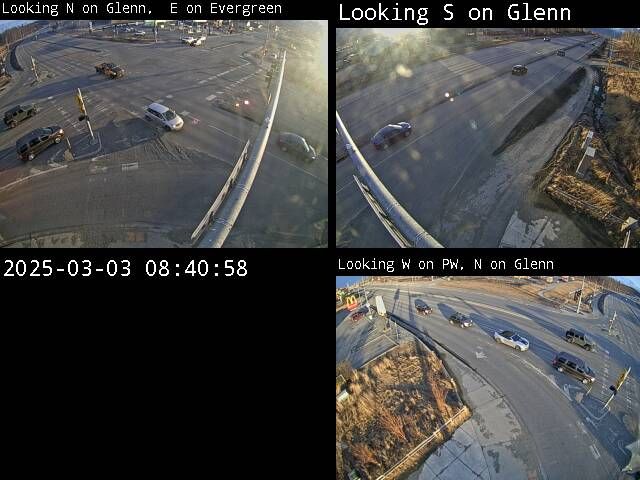 Looking N on Glenn,  E on Evergreen
Looking S on Glenn
2025-03-03 08:40:58
Looking W on PW, N on Glenn